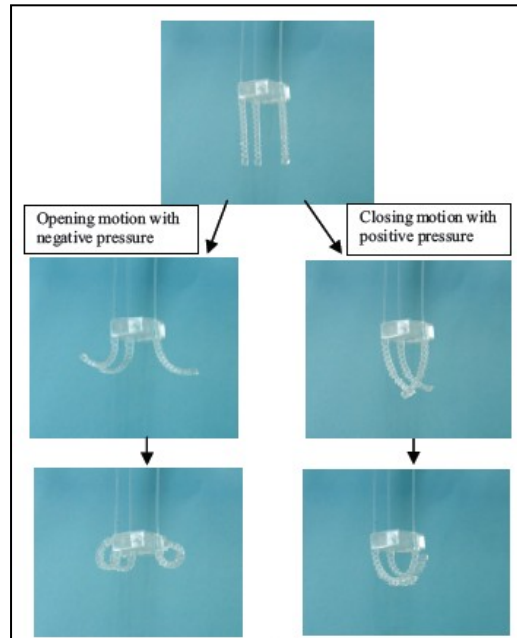 Opening motion with
negative pressure
Closing motion with
positive pressure